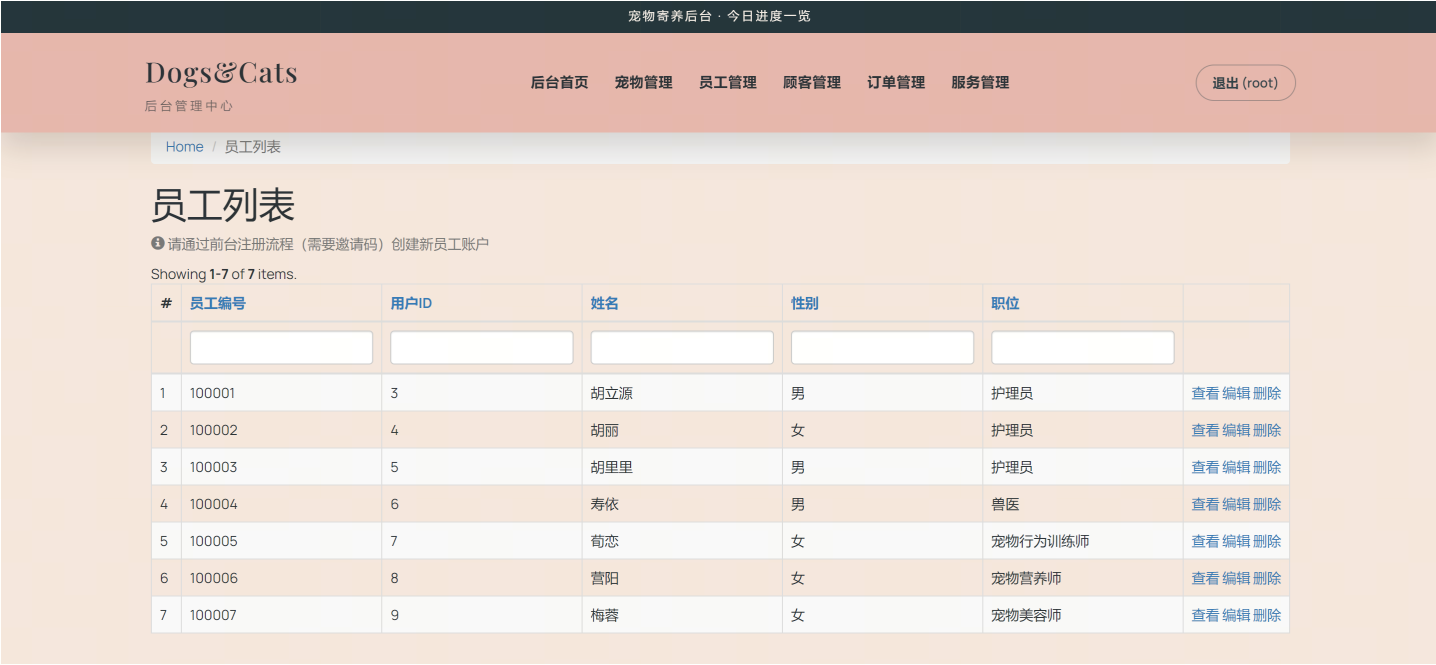 宠物寄养后台 · 今日进度一览
Dogs&Cats
后台管理中心
后台首页 宠物管理 员工管理 顾客管理 订单管理 服务管理
退出 (root)
Home / 员工列表
员工列表
请通过前台注册流程（需要邀请码）创建新员工账户
Showing 1-7 of 7 items.
# 员工编号 用户ID 姓名 性别 职位
1 100001 3 胡立源 男 护理员 查看 编辑 删除
2 100002 4 胡丽 女 护理员 查看 编辑 删除
3 100003 5 胡里里 男 护理员 查看 编辑 删除
4 100004 6 寿依 男 兽医 查看 编辑 删除
5 100005 7 荀恋 女 宠物行为训练师 查看 编辑 删除
6 100006 8 营阳 女 宠物营养师 查看 编辑 删除
7 100007 9 梅蓉 女 宠物美容师 查看 编辑 删除